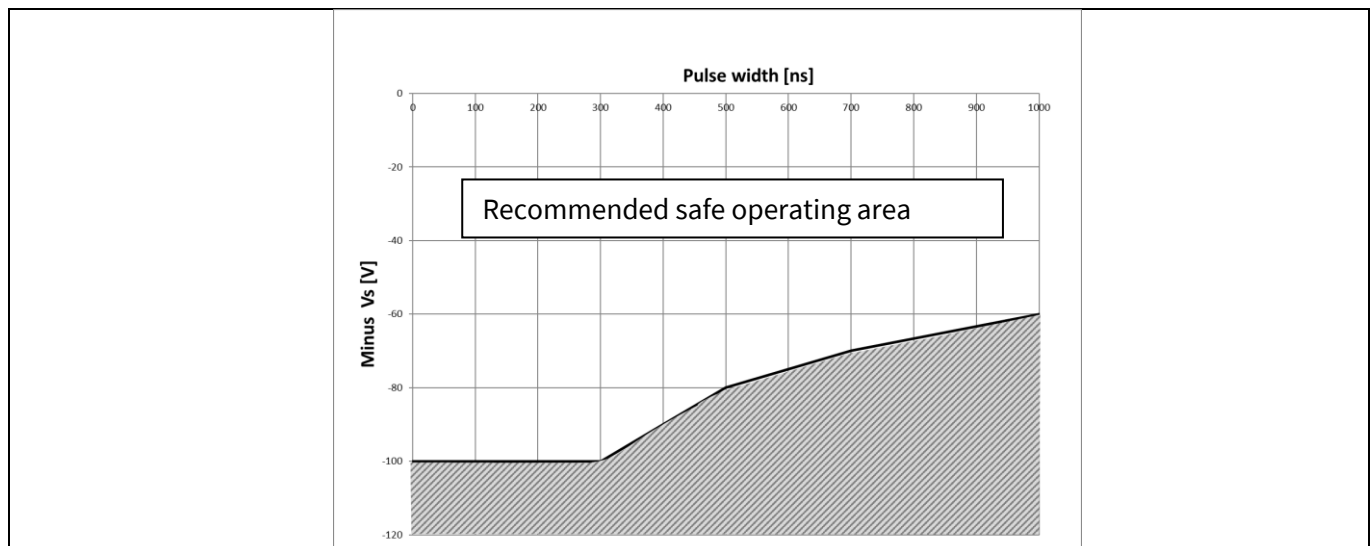 Pulse width [ns]
0
0 100 200 300 400 500 600 700 800 900 1000
-20
Recommended safe operating area
-40
Minus Vs [V]
-60
-80
-100
-120